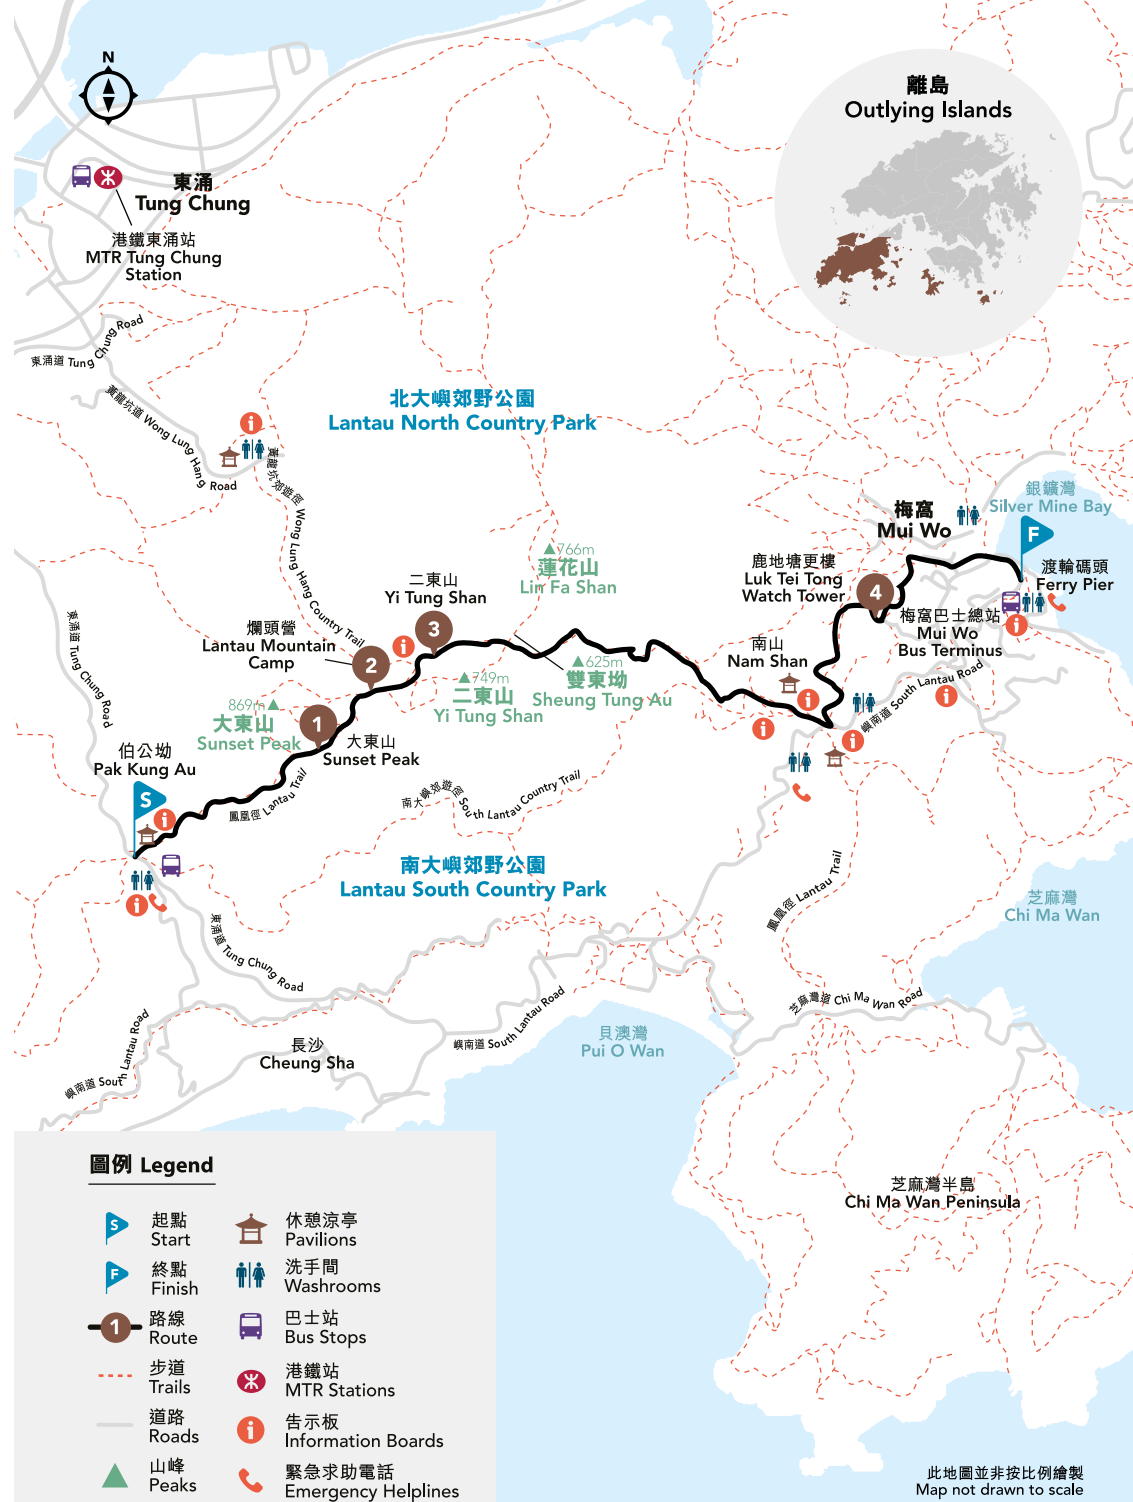 N
離島
Outlying Islands
東涌
Tung Chung
港鐵東涌站
MTR Tung Chung
Station
東涌道 Tung Chung Road
黃龍坑道 Wong Lung Hang Road
北大嶼郊野公園
Lantau North Country Park
黃龍坑郊遊徑 Wong Lung Hang Country Trail
銀鑛灣
Silver Mine Bay
梅窩
Mui Wo
F
渡輪碼頭
Ferry Pier
766m
蓮花山
Lin Fa Shan
鹿地塘更樓
Luk Tei Tong
Watch Tower
4
二東山
Yi Tung Shan
3
東涌道 Tung Chung Road
爛頭營
Lantau Mountain
Camp
2
梅窩巴士總站
Mui Wo
Bus Terminus
南山
Nam Shan
625m
雙東坳
Sheung Tung Au
749m
二東山
Yi Tung Shan
869m
大東山
Sunset Peak
1
大東山
Sunset Peak
嶼南道 South Lantau Road
伯公坳
Pak Kung Au
S
鳳凰徑 Lantau Trail
南大嶼郊遊徑 South Lantau Country Trail
南大嶼郊野公園
Lantau South Country Park
鳳凰徑 Lantau Trail
芝麻灣
Chi Ma Wan
東涌道 Tung Chung Road
芝麻灣道 Chi Ma Wan Road
嶼南道 South Lantau Road
嶼南道 South Lantau Road
貝澳灣
Pui O Wan
長沙
Cheung Sha
芝麻灣半島
Chi Ma Wan Peninsula
圖例 Legend
S
起點
Start
F
終點
Finish
1
路線
Route
步道
Trails
道路
Roads
山峰
Peaks
休憩涼亭
Pavilions
洗手間
Washrooms
巴士站
Bus Stops
港鐵站
MTR Stations
告示板
Information Boards
緊急求助電話
Emergency Helplines
此地圖並非按比例繪製
Map not drawn to scale